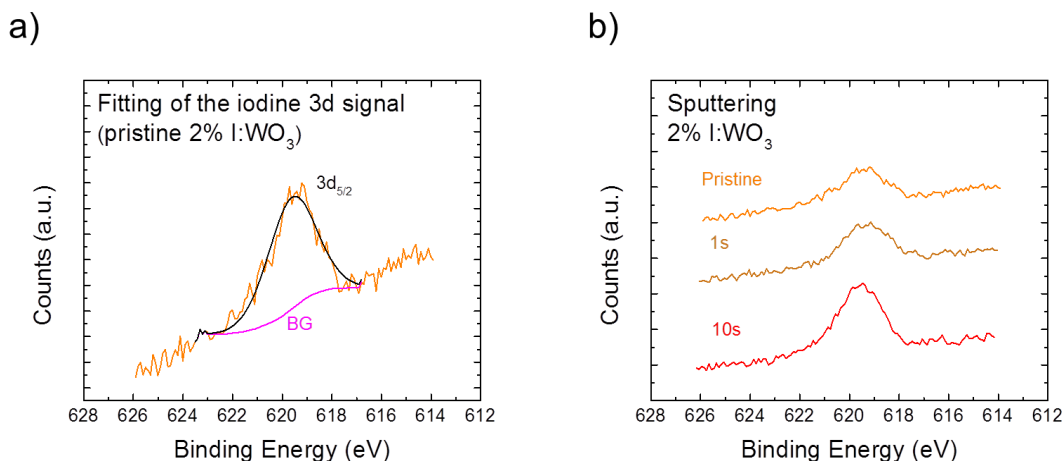 a)
Fitting of the iodine 3d signal
(pristine 2% I:WO₃)
3d₅/₂
BG
Counts (a.u.)
628 626 624 622 620 618 616 614 612
Binding Energy (eV)
b)
Sputtering
2% I:WO₃
Pristine
1s
10s
Counts (a.u.)
628 626 624 622 620 618 616 614 612
Binding Energy (eV)